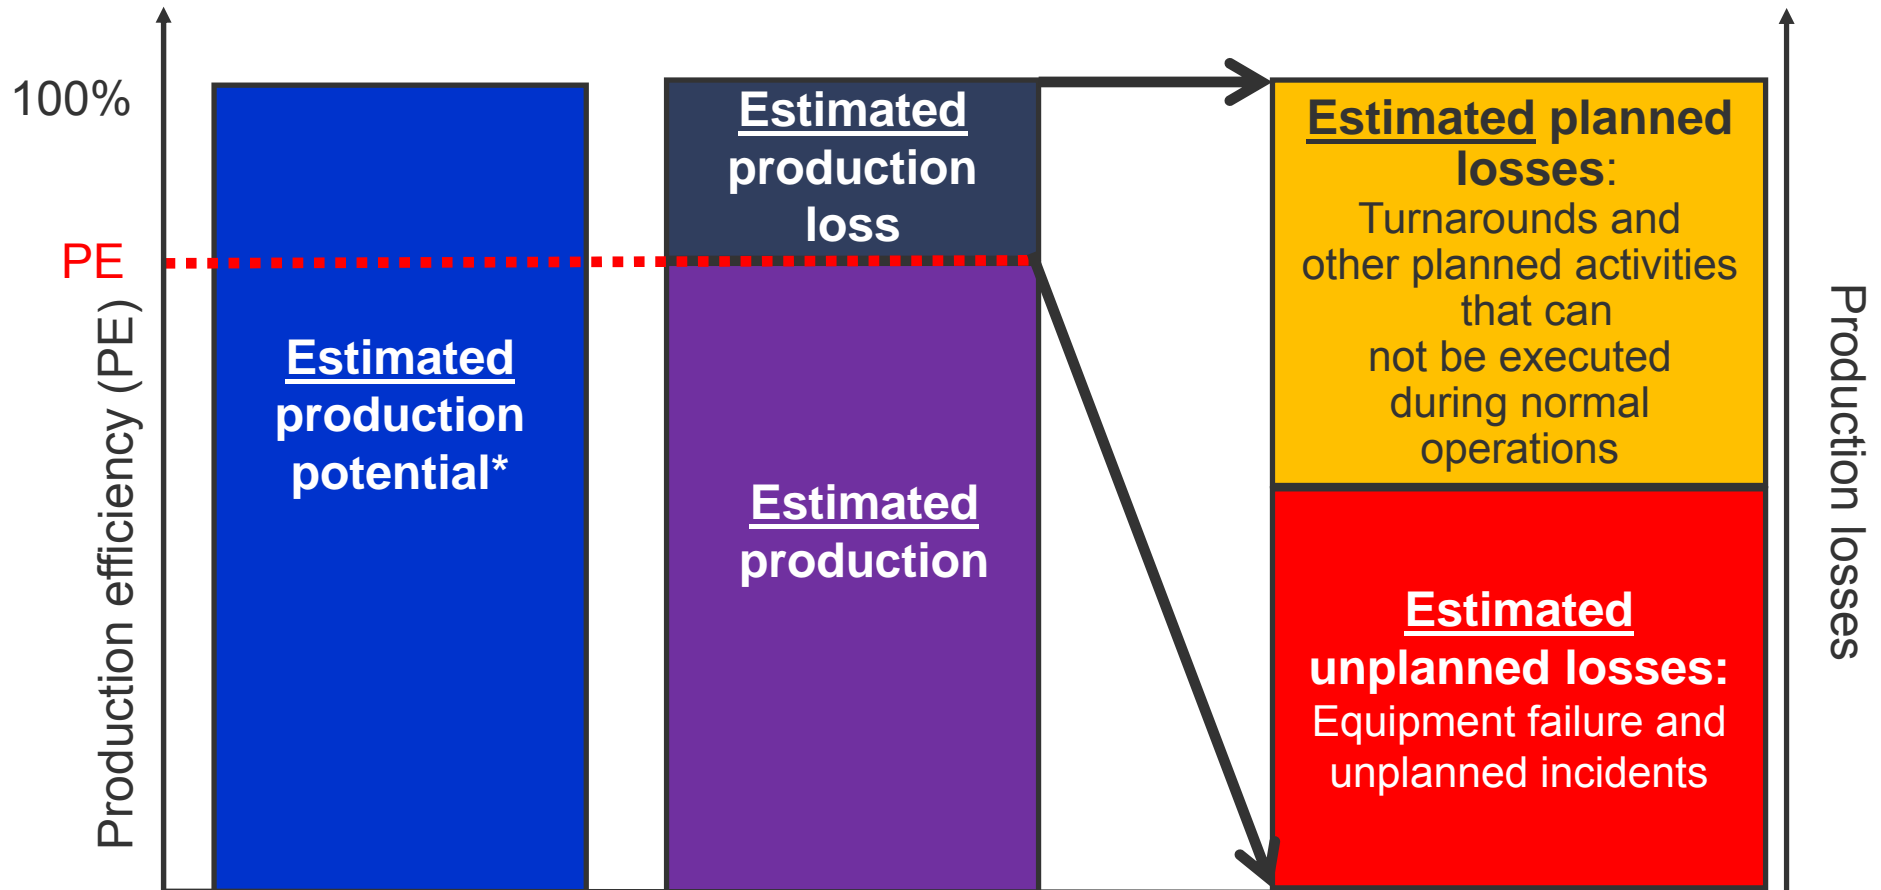 100%
PE
Production efficiency (PE)
Estimated
production
potential*
Estimated
production
loss
Estimated
production
Estimated planned
losses:
Turnarounds and
other planned activities
that can
not be executed
during normal
operations
Estimated
unplanned losses:
Equipment failure and
unplanned incidents
Production losses